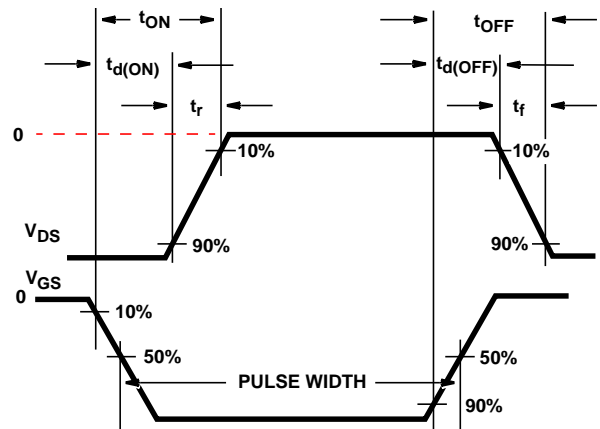 tON
tOFF
td(ON)
td(OFF)
tr
tf
0
10%
10%
VDS
90%
90%
VGS
0
10%
50%
50%
PULSE WIDTH
90%